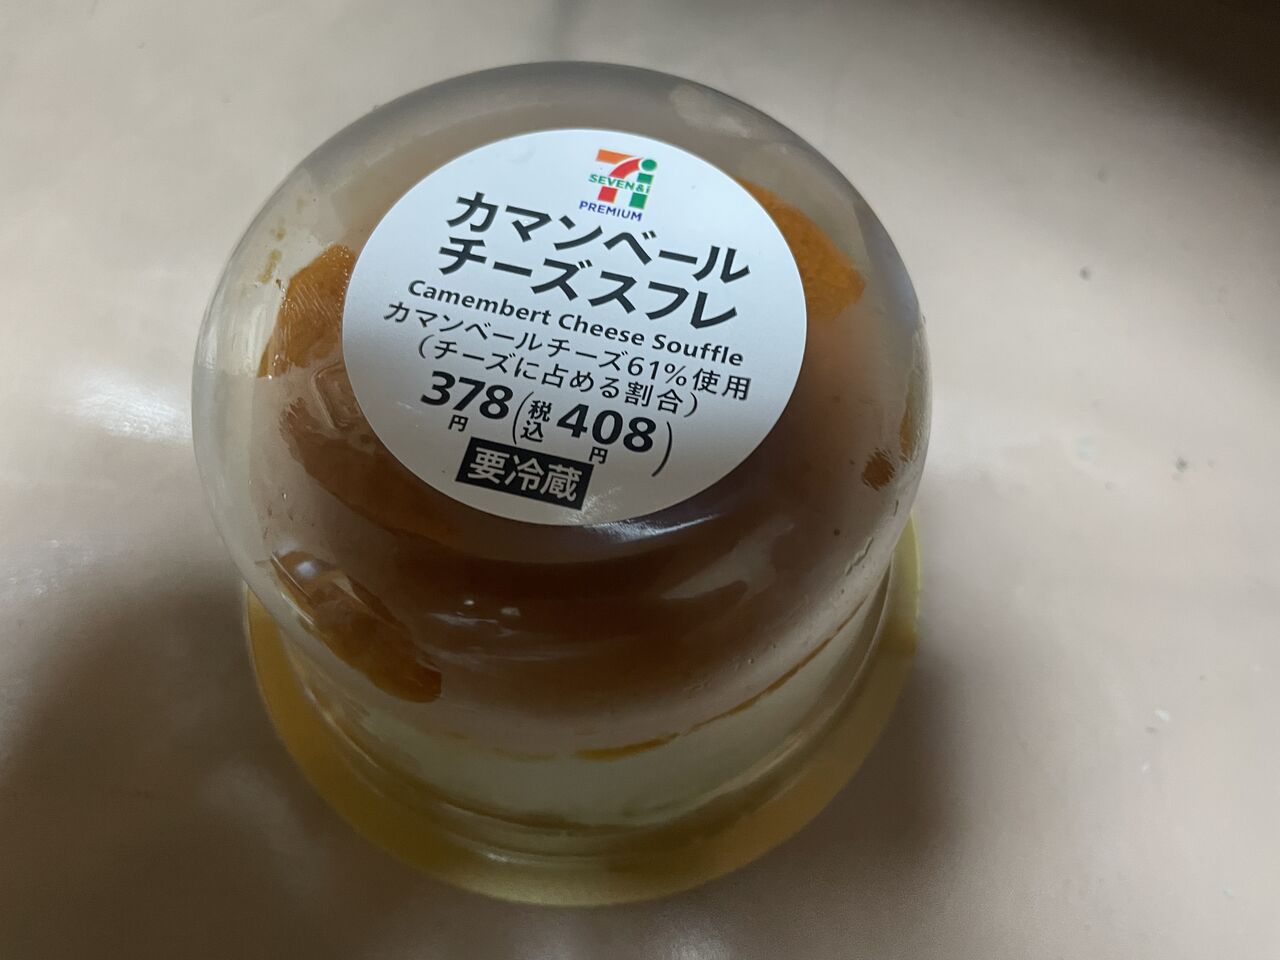 SEVEN&i
PREMIUM
カマンベール
チーズスフレ
Camembert Cheese Souffle
カマンベールチーズ61%使用
(チーズに占める割合)
378円(税込408円)
要冷蔵